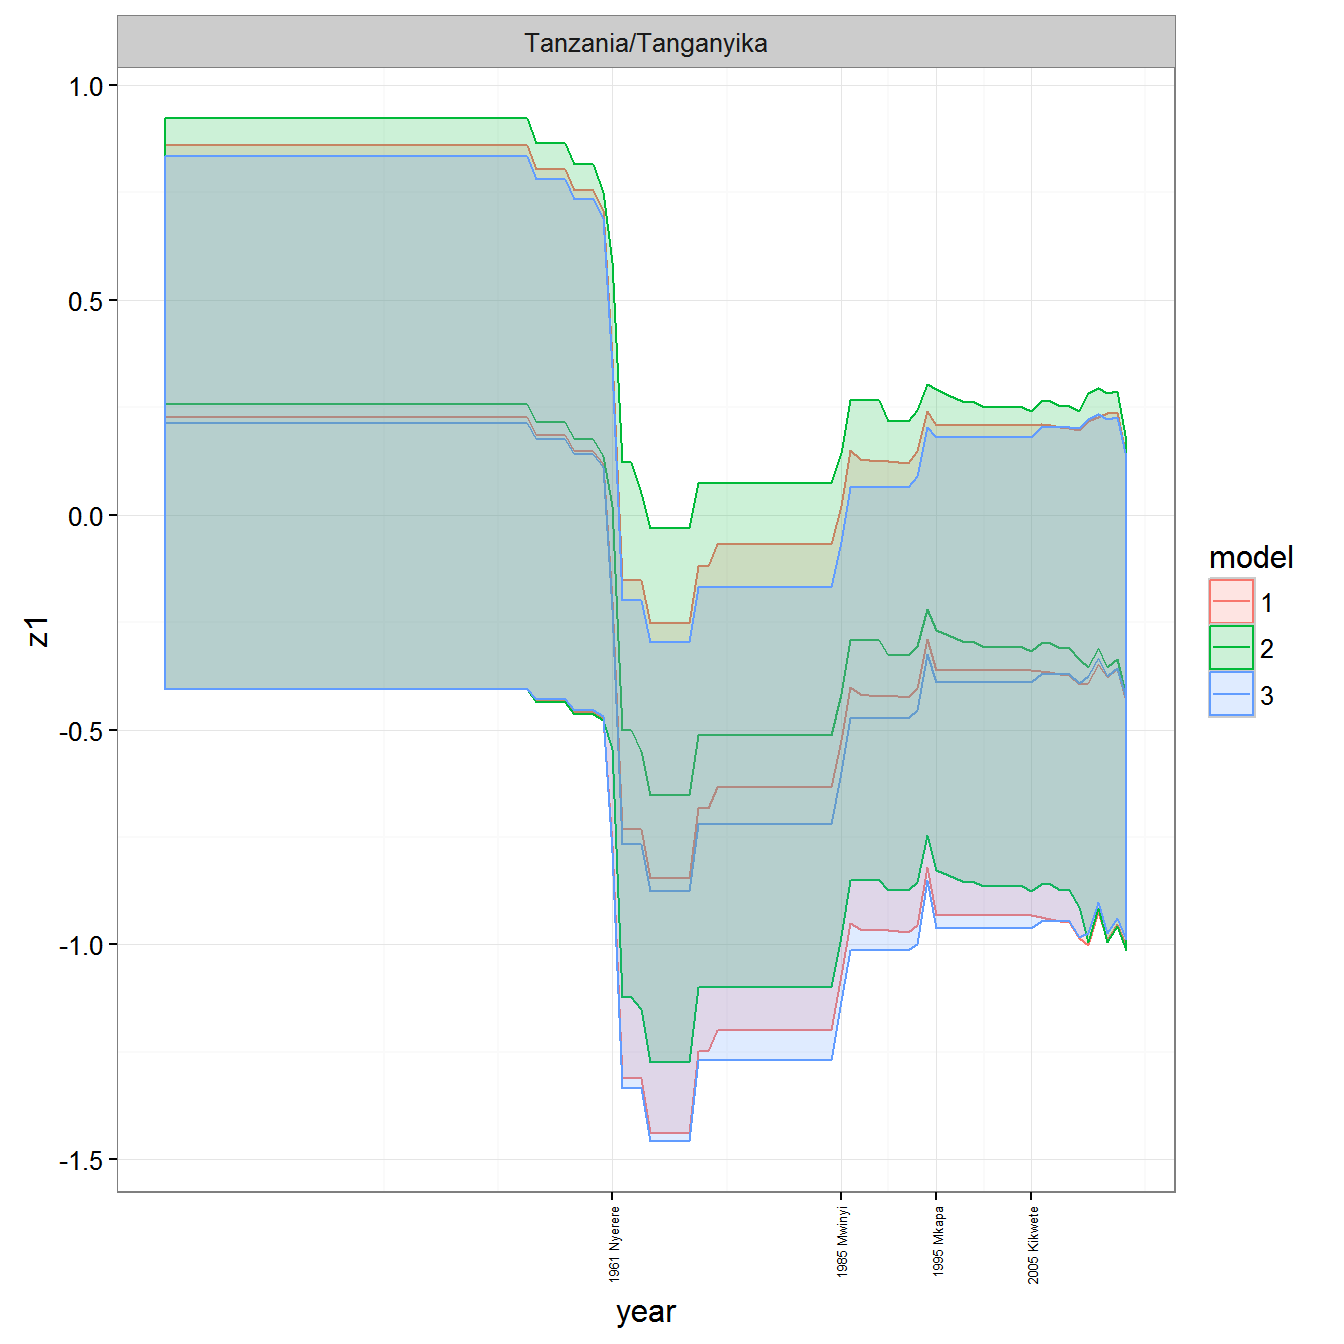 Tanzania/Tanganyika
1.0
0.5
0.0
-0.5
-1.0
-1.5
z1
1961 Nyerere
1985 Mwinyi
1995 Mkapa
2005 Kikwete
year
model
1
2
3